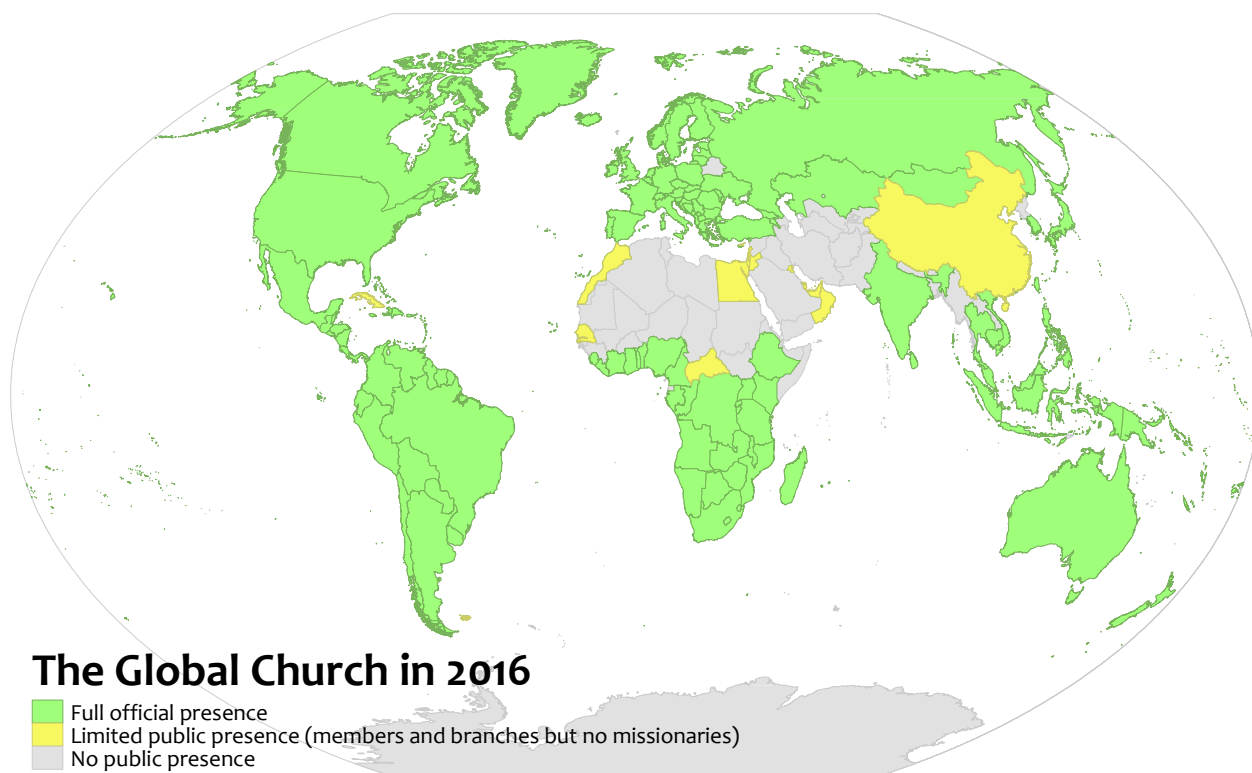 The Global Church in 2016
Full official presence
Limited public presence (members and branches but no missionaries)
No public presence